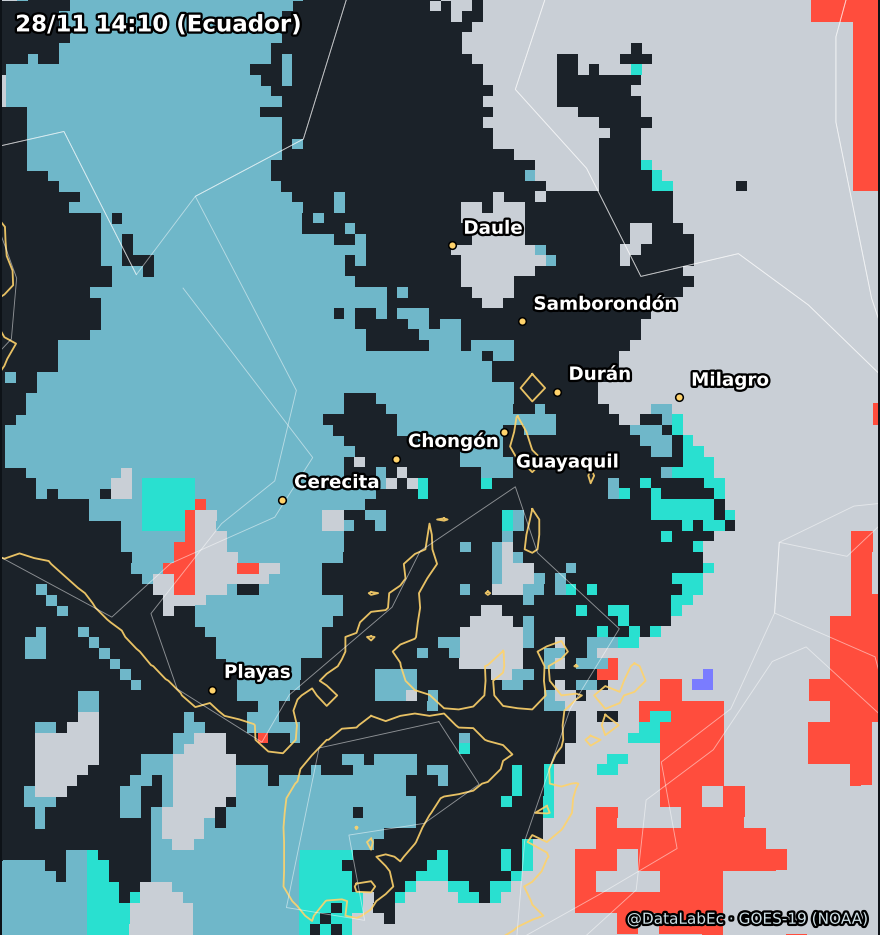 28/11 14:10 (Ecuador)
Daule
Samborondón
Durán
Milagro
Chongón
Guayaquil
Cerecita
Playas
@DataLabEc · GOES-19 (NOAA)